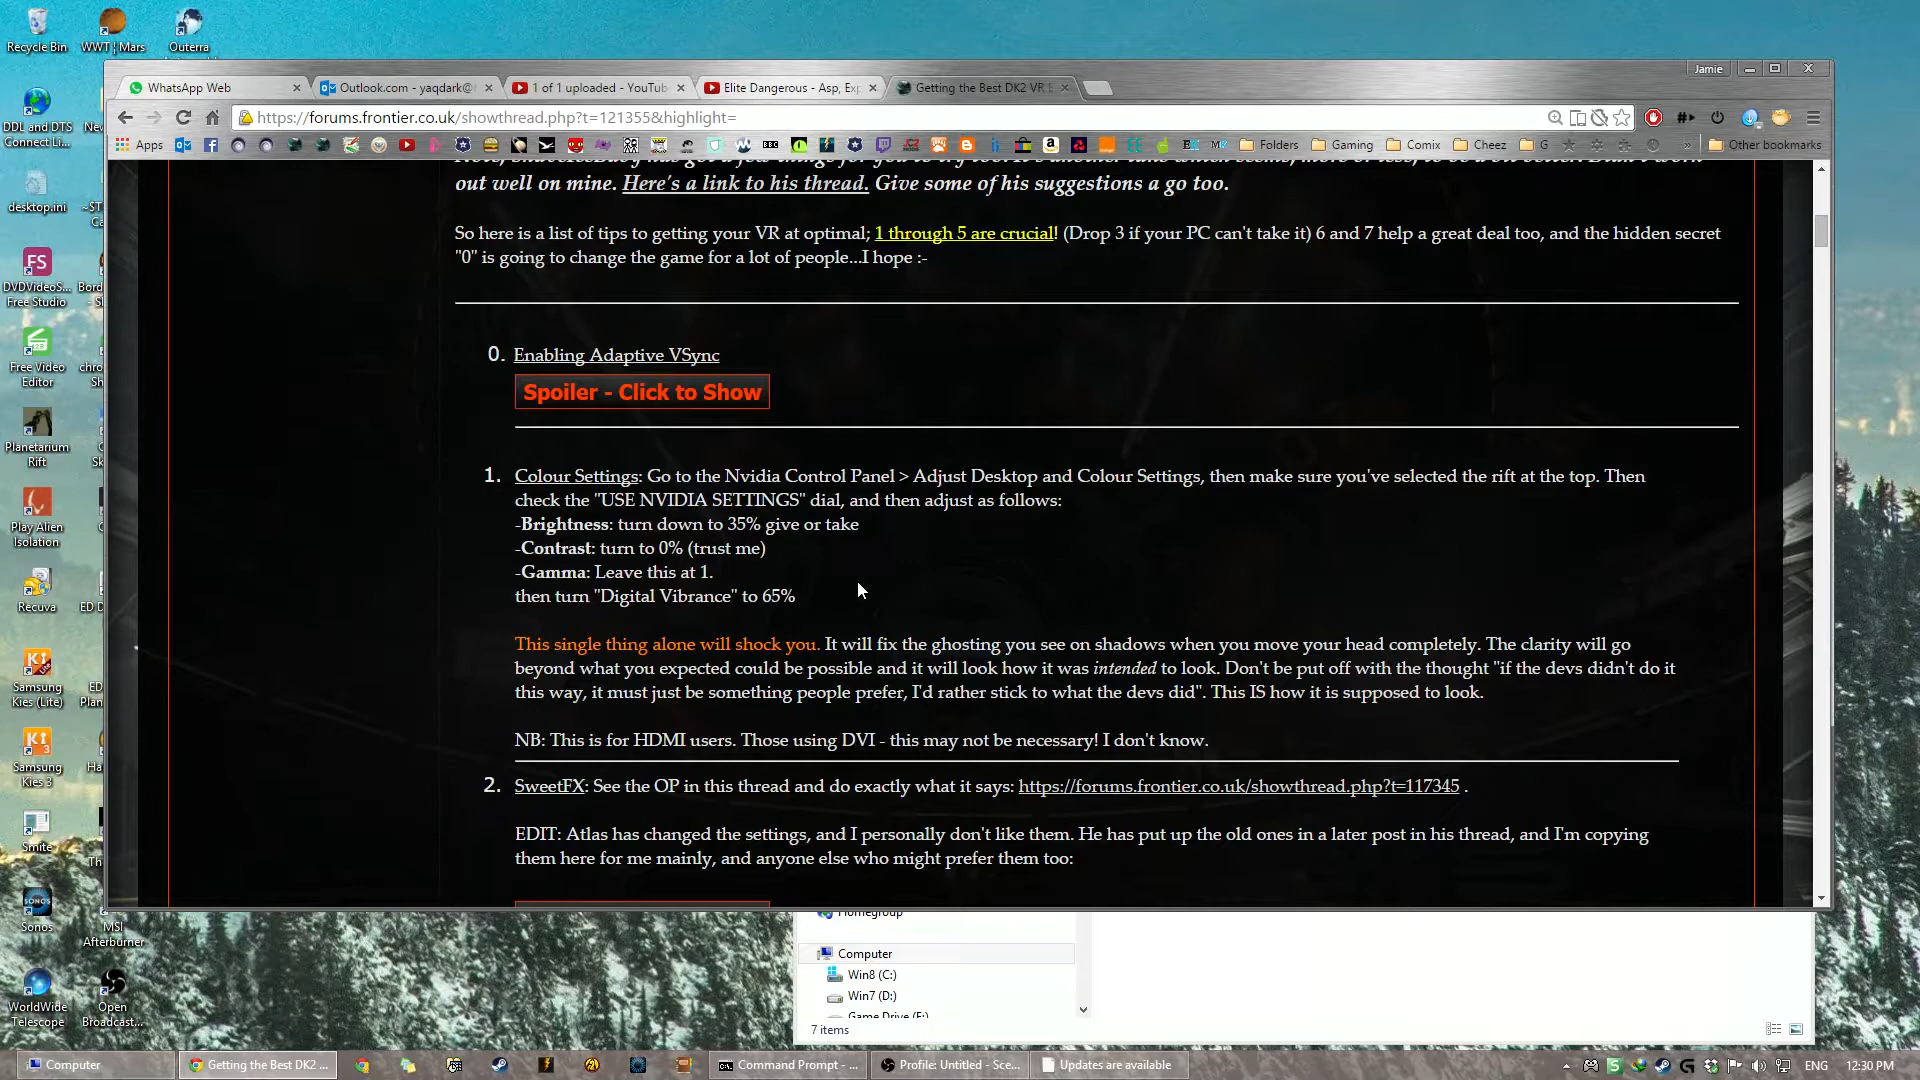 Recycle Bin
WWT | Mars
Outerra
Jamie
WhatsApp Web
Outlook.com - yaqdark@
1 of 1 uploaded - YouTub
Elite Dangerous - Asp, Exp
Getting the Best DK2 VR E
https://forums.frontier.co.uk/showthread.php?t=121355&highlight=
Apps
Folders
Gaming
Comix
Cheez
G
Other bookmarks
out well on mine. Here's a link to his thread. Give some of his suggestions a go too.
So here is a list of tips to getting your VR at optimal; 1 through 5 are crucial! (Drop 3 if your PC can't take it) 6 and 7 help a great deal too, and the hidden secret
"0" is going to change the game for a lot of people...I hope :-
0. Enabling Adaptive VSync
Spoiler - Click to Show
1. Colour Settings: Go to the Nvidia Control Panel > Adjust Desktop and Colour Settings, then make sure you've selected the rift at the top. Then
check the "USE NVIDIA SETTINGS" dial, and then adjust as follows:
-Brightness: turn down to 35% give or take
-Contrast: turn to 0% (trust me)
-Gamma: Leave this at 1.
then turn "Digital Vibrance" to 65%
This single thing alone will shock you. It will fix the ghosting you see on shadows when you move your head completely. The clarity will go
beyond what you expected could be possible and it will look how it was intended to look. Don't be put off with the thought "if the devs didn't do it
this way, it must just be something people prefer, I'd rather stick to what the devs did". This IS how it is supposed to look.
NB: This is for HDMI users. Those using DVI - this may not be necessary! I don't know.
2. SweetFX: See the OP in this thread and do exactly what it says: https://forums.frontier.co.uk/showthread.php?t=117345 .
EDIT: Atlas has changed the settings, and I personally don't like them. He has put up the old ones in a later post in his thread, and I'm copying
them here for me mainly, and anyone else who might prefer them too:
DDL and DTS
Connect Li...
desktop.ini
DVDVideoS...
Free Studio
Free Video
Editor
Planetarium
Rift
Play Alien
Isolation
Recuva
Samsung
Kies (Lite)
Samsung
Kies 3
Smite
Sonos
MSI
Afterburner
WorldWide
Telescope
Open
Broadcast...
Homegroup
Computer
Win8 (C:)
Win7 (D:)
Game Drive (E:)
7 items
Computer
Getting the Best DK2 ...
Command Prompt - ...
Profile: Untitled - Sce...
Updates are available
ENG
12:30 PM